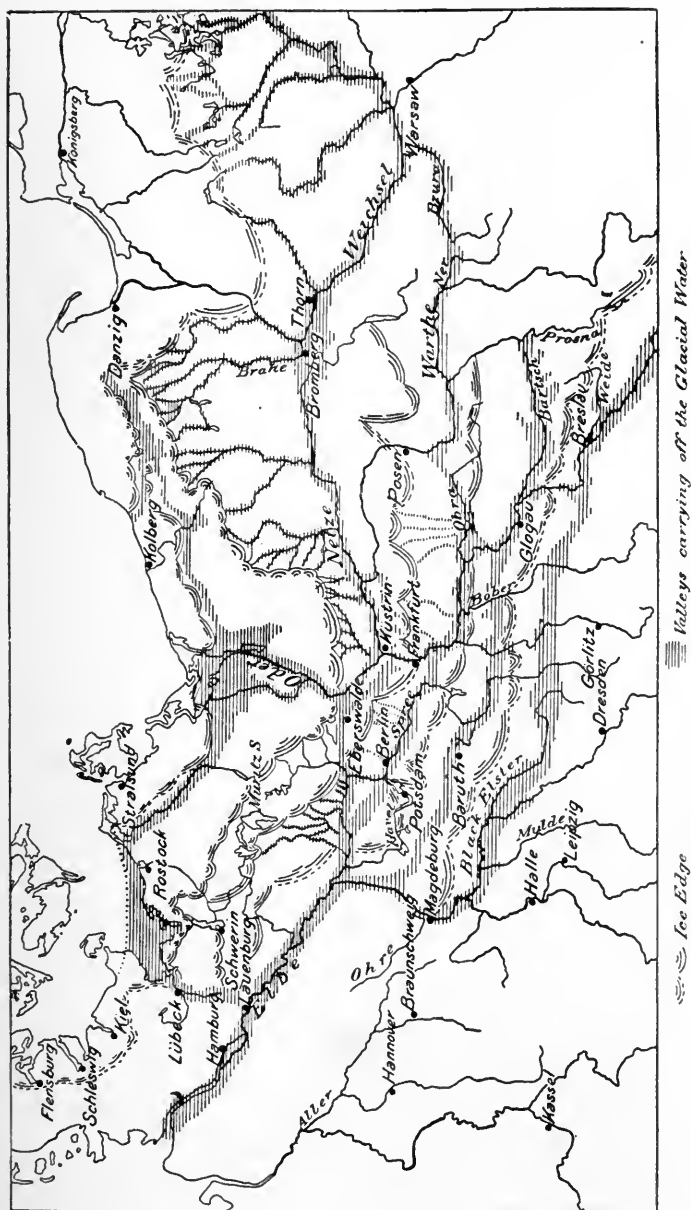 Flensburg
Schleswig
Kiel
Lübeck
Hamburg
Lauenburg
Schwerin
Rostock
Stralsund
Müritz S
Elbe
Ohre
Aller
Hannover
Braunschweig
Magdeburg
Kassel
Halle
Leipzig
Mulde
Black Elster
Baruth
Potsdam
Havel
Berlin
Spree
Eberswalde
Oder
Küstrin
Frankfurt
Görlitz
Dresden
Bober
Glogau
Obra
Posen
Netze
Kolberg
Danzig
Brahe
Bromberg
Thorn
Weichsel
Warthe
Ner
Bzura
Warsaw
Königsberg
Prosna
Bartsch
Breslau
Weide
Ice Edge
Valleys carrying off the Glacial Water